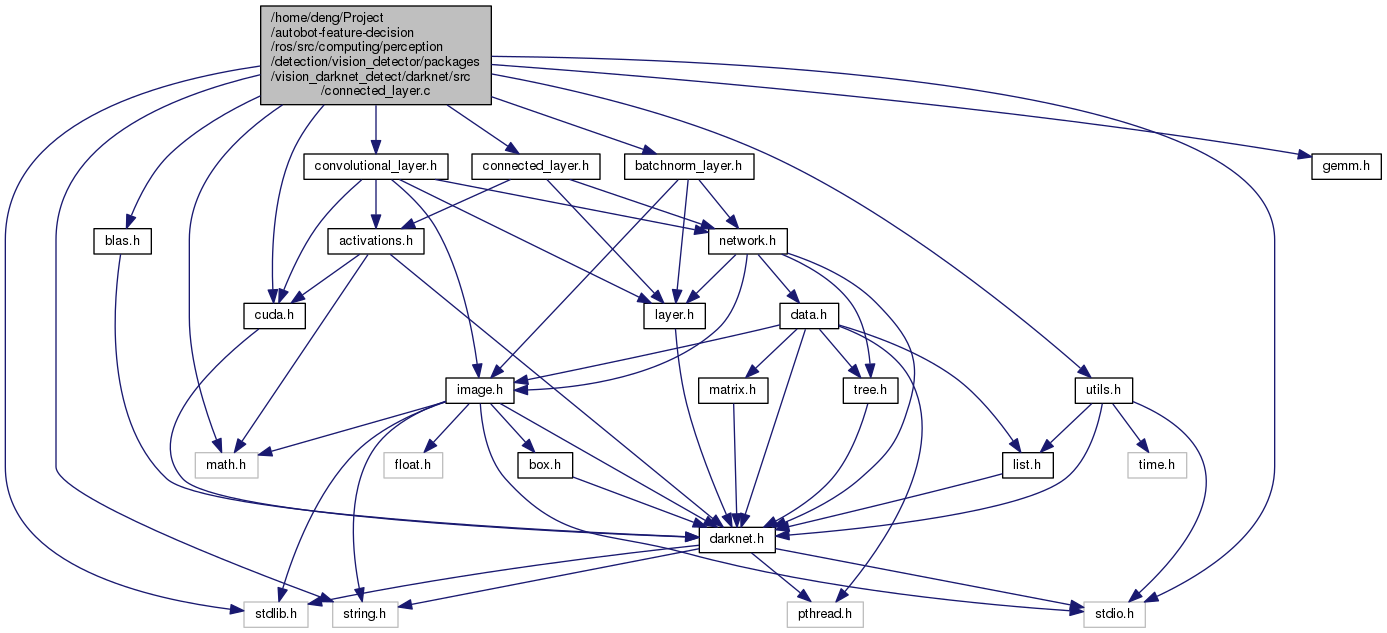 /home/deng/Project
/autobot-feature-decision
/ros/src/computing/perception
/detection/vision_detector/packages
/vision_darknet_detect/darknet/src
/connected_layer.c
convolutional_layer.h
connected_layer.h
batchnorm_layer.h
gemm.h
blas.h
activations.h
network.h
cuda.h
layer.h
data.h
image.h
matrix.h
tree.h
utils.h
math.h
float.h
box.h
list.h
time.h
darknet.h
stdlib.h
string.h
pthread.h
stdio.h